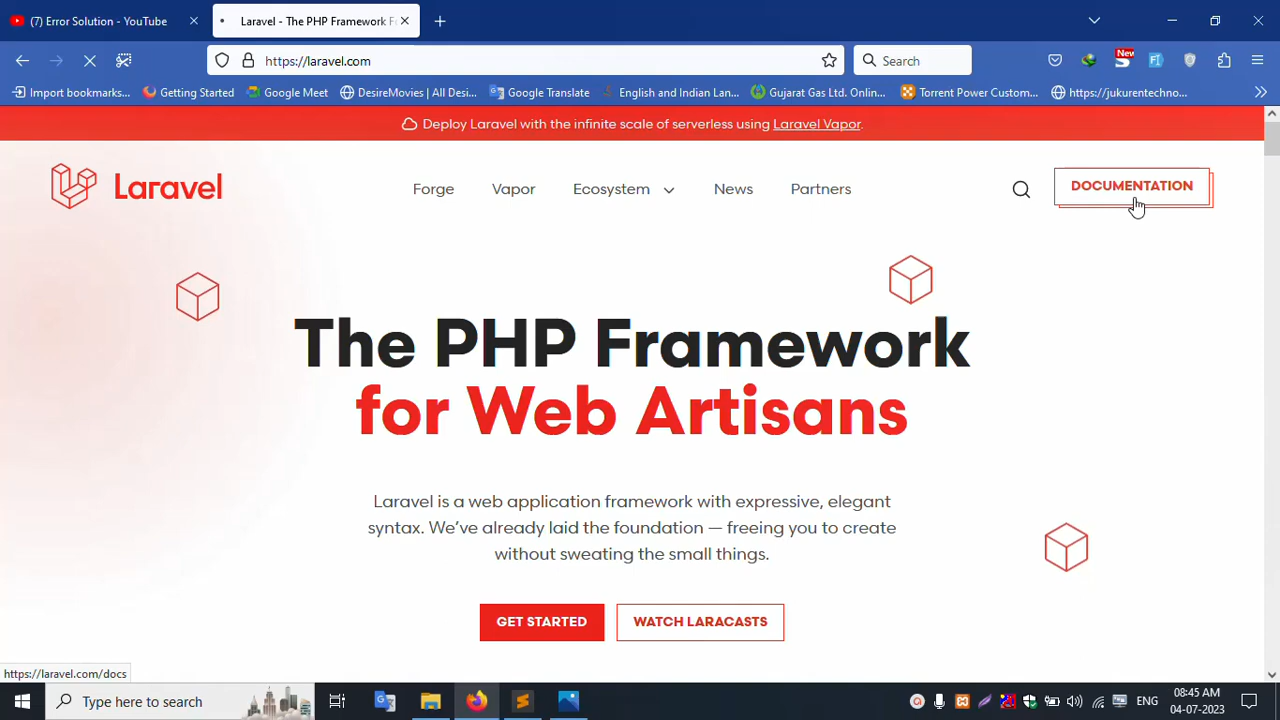 (7) Error Solution - YouTube
Laravel - The PHP Framework F
https://laravel.com
Search
New
Import bookmarks...
Getting Started
Google Meet
DesireMovies | All Desi...
Google Translate
English and Indian Lan...
Gujarat Gas Ltd. Onlin...
Torrent Power Custom...
https://jukurentechno...
Deploy Laravel with the infinite scale of serverless using Laravel Vapor.
Laravel
Forge
Vapor
Ecosystem
News
Partners
DOCUMENTATION
The PHP Framework
for Web Artisans
Laravel is a web application framework with expressive, elegant
syntax. We've already laid the foundation — freeing you to create
without sweating the small things.
GET STARTED
WATCH LARACASTS
https://laravel.com/docs
Type here to search
ENG
08:45 AM
04-07-2023